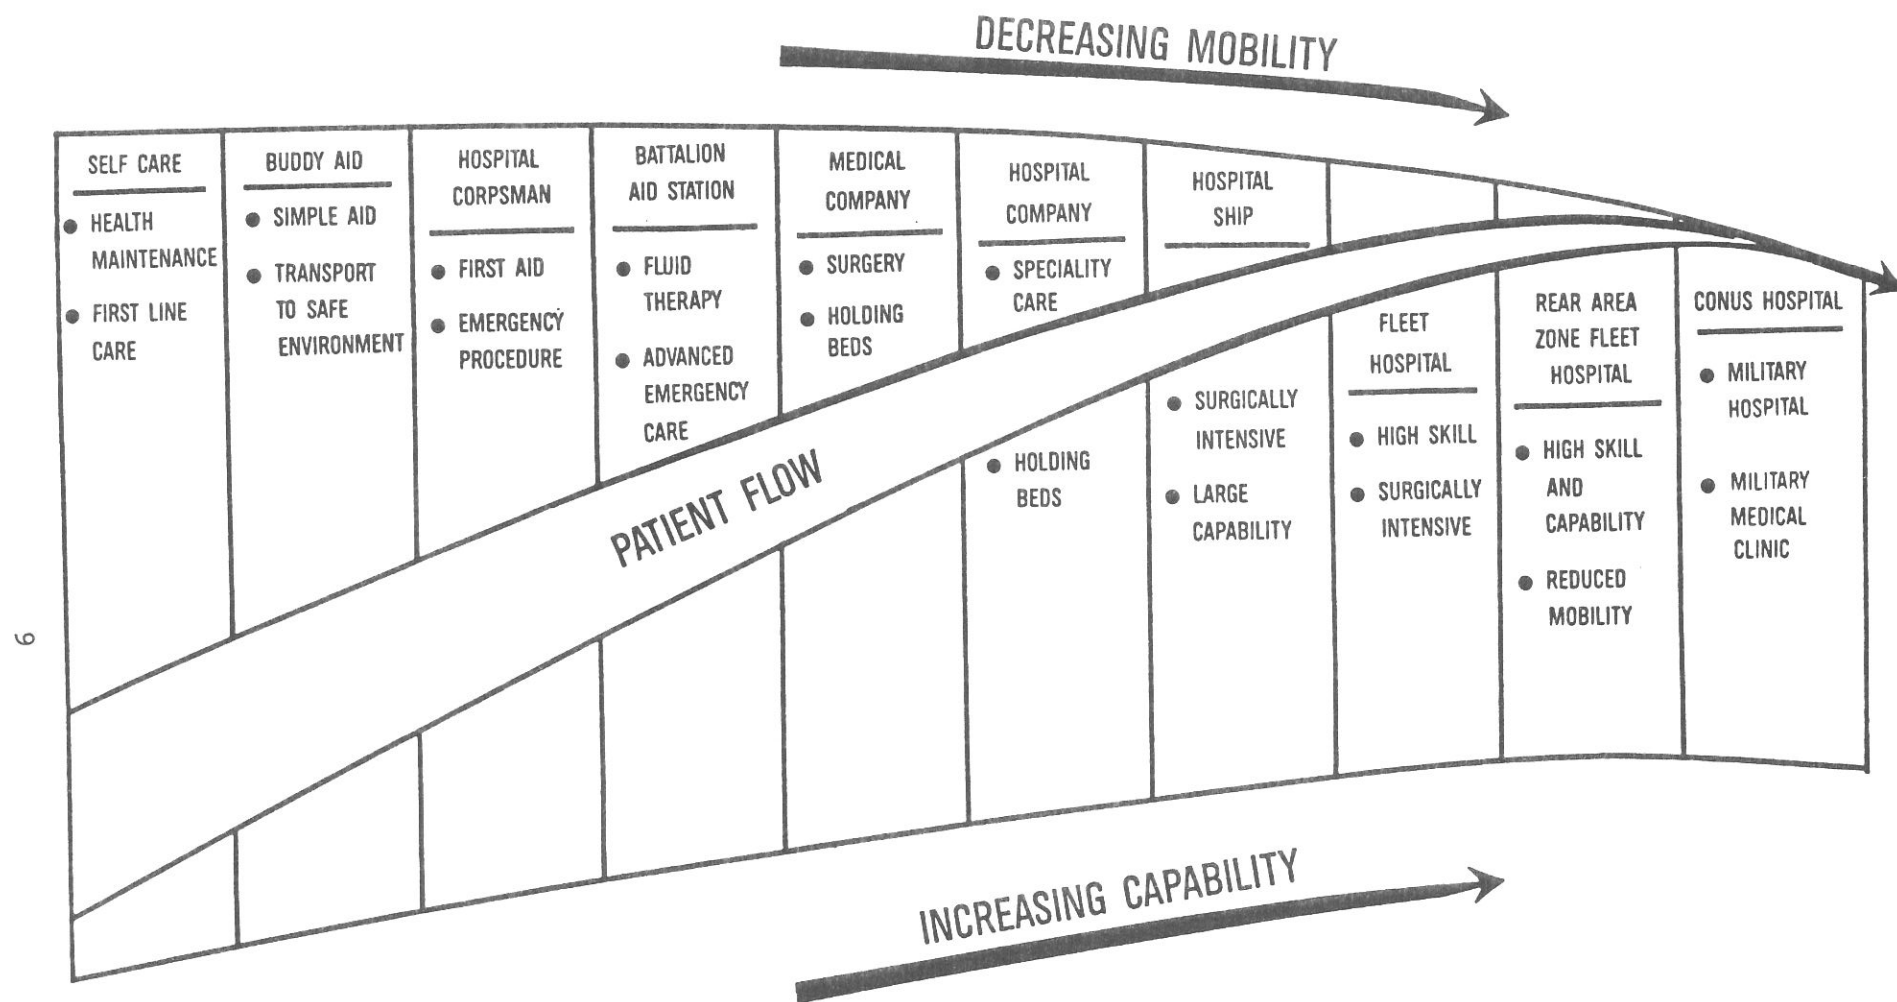 DECREASING MOBILITY
SELF CARE
● HEALTH
MAINTENANCE
● FIRST LINE
CARE
BUDDY AID
● SIMPLE AID
● TRANSPORT
TO SAFE
ENVIRONMENT
HOSPITAL
CORPSMAN
● FIRST AID
● EMERGENCY
PROCEDURE
BATTALION
AID STATION
● FLUID
THERAPY
● ADVANCED
EMERGENCY
CARE
MEDICAL
COMPANY
● SURGERY
● HOLDING
BEDS
HOSPITAL
COMPANY
● SPECIALITY
CARE
● HOLDING
BEDS
HOSPITAL
SHIP
● SURGICALLY
INTENSIVE
● LARGE
CAPABILITY
FLEET
HOSPITAL
● HIGH SKILL
● SURGICALLY
INTENSIVE
REAR AREA
ZONE FLEET
HOSPITAL
● HIGH SKILL
AND
CAPABILITY
● REDUCED
MOBILITY
CONUS HOSPITAL
● MILITARY
HOSPITAL
● MILITARY
MEDICAL
CLINIC
PATIENT FLOW
INCREASING CAPABILITY
6